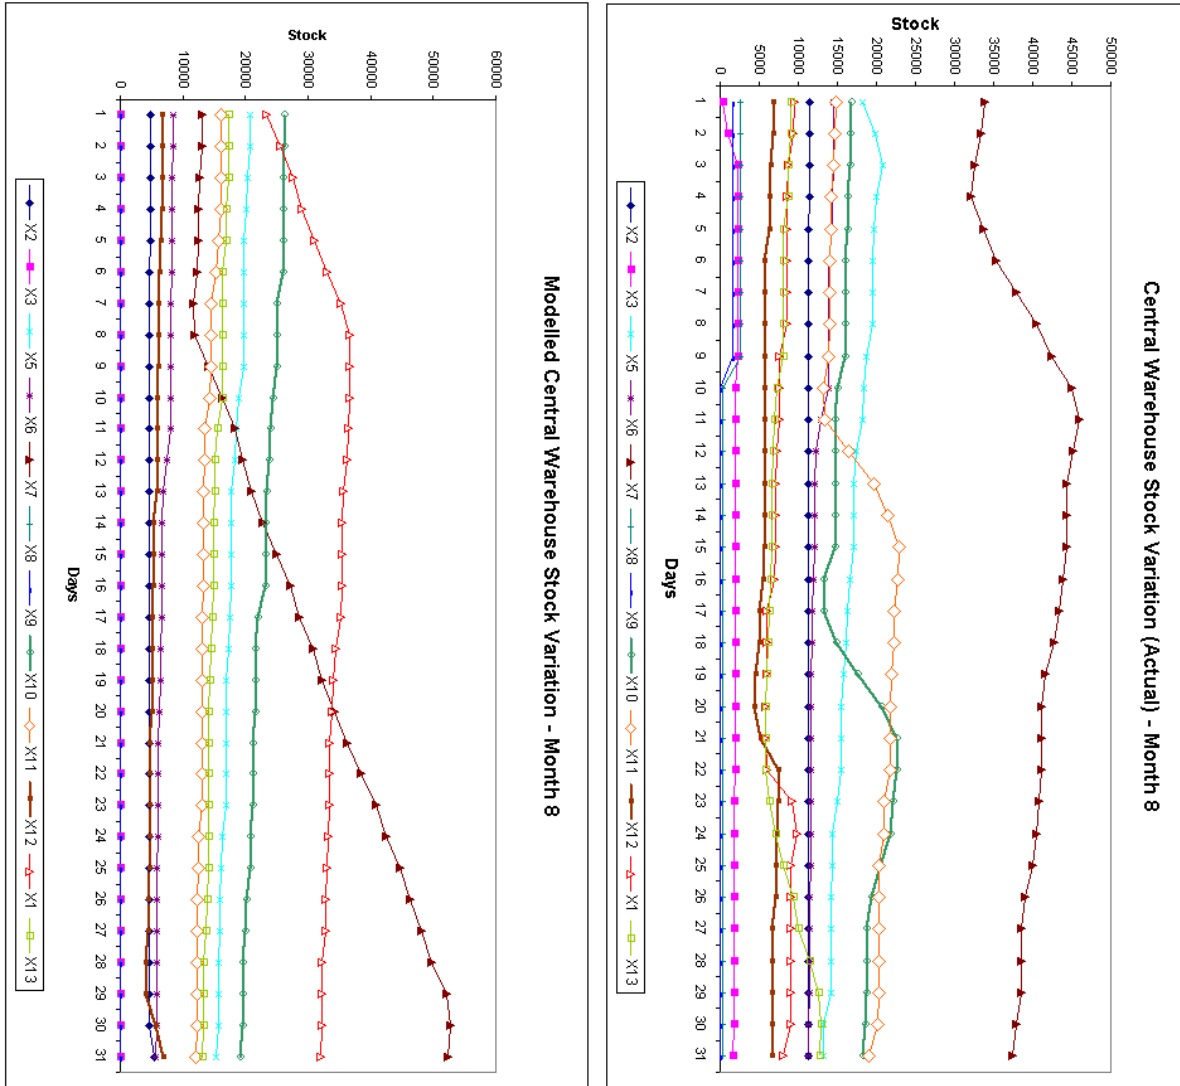 Central Warehouse Stock Variation (Actual) - Month 8
50000
45000
40000
35000
30000
25000
20000
15000
10000
5000
0
Stock
1 2 3 4 5 6 7 8 9 10 11 12 13 14 15 16 17 18 19 20 21 22 23 24 25 26 27 28 29 30 31
Days
X2 X3 X5 X6 X7 X8 X9 X10 X11 X12 X1 X13
Modelled Central Warehouse Stock Variation - Month 8
60000
50000
40000
30000
20000
10000
0
Stock
1 2 3 4 5 6 7 8 9 10 11 12 13 14 15 16 17 18 19 20 21 22 23 24 25 26 27 28 29 30 31
Days
X2 X3 X5 X6 X7 X8 X9 X10 X11 X12 X1 X13